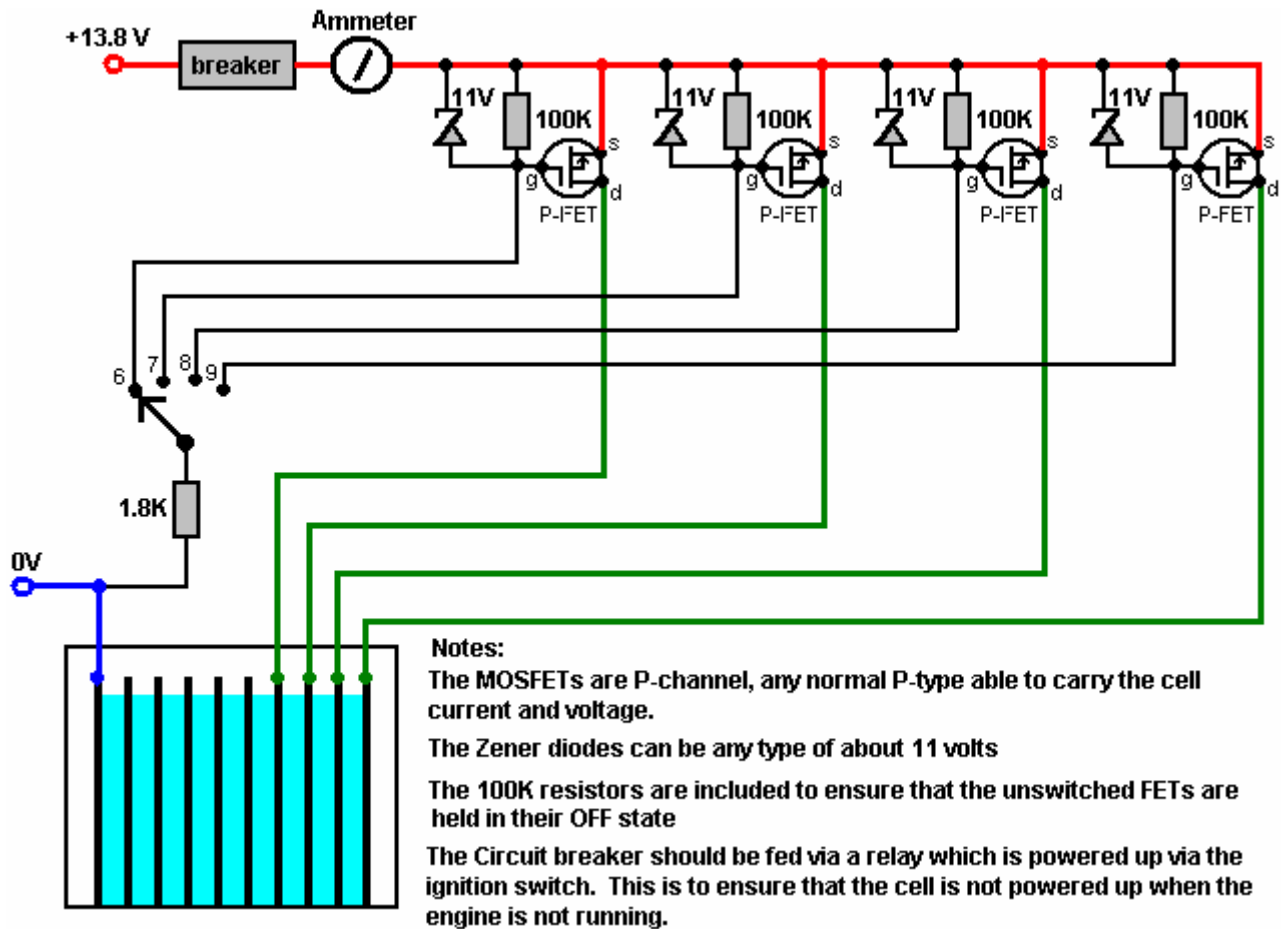 Ammeter
+13.8 V
breaker
11V
100K
s
g
d
P-FET
11V
100K
s
g
d
P-FET
11V
100K
s
g
d
P-FET
11V
100K
s
g
d
P-FET
6
7
8
9
1.8K
0V
Notes:
The MOSFETs are P-channel, any normal P-type able to carry the cell
current and voltage.
The Zener diodes can be any type of about 11 volts
The 100K resistors are included to ensure that the unswitched FETs are
held in their OFF state
The Circuit breaker should be fed via a relay which is powered up via the
ignition switch. This is to ensure that the cell is not powered up when the
engine is not running.